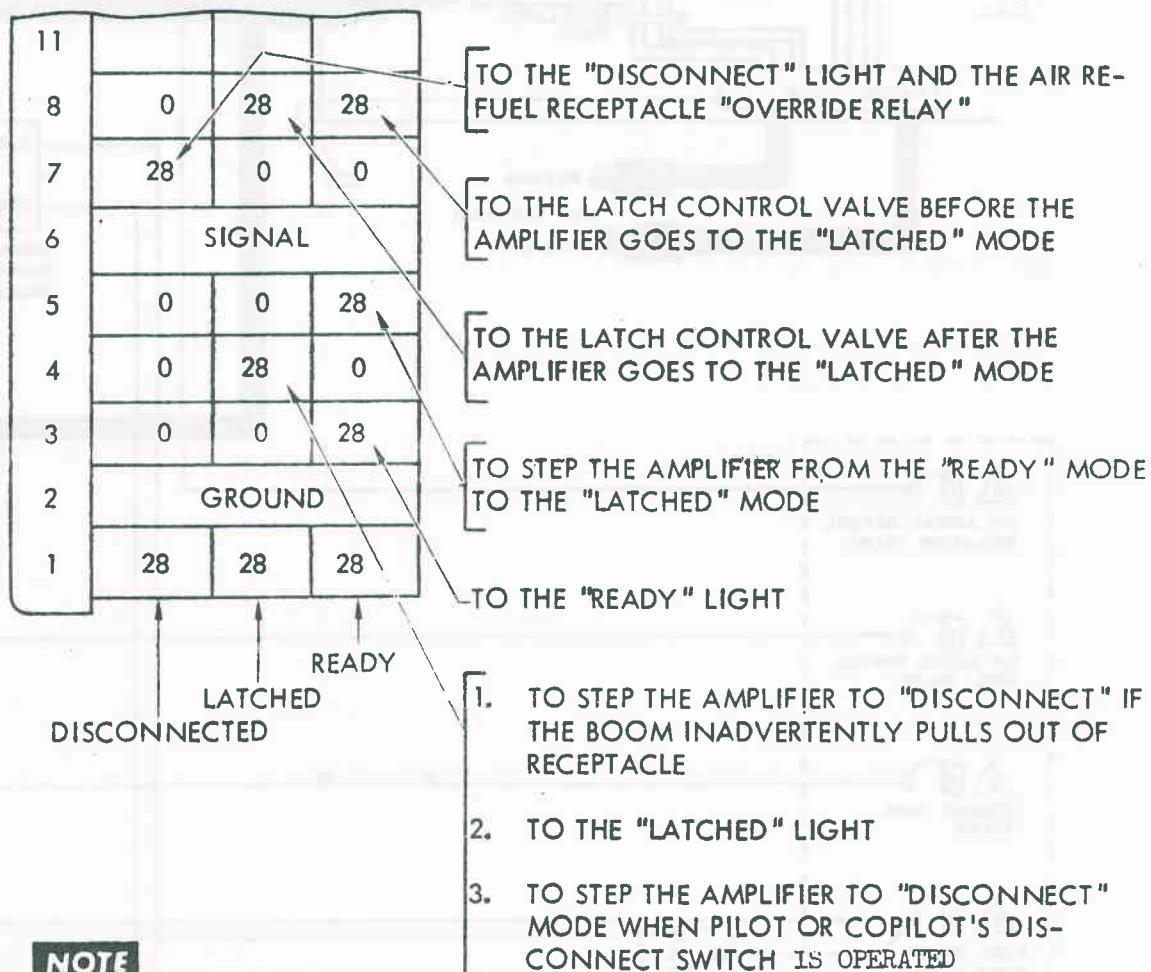 11
8 0 28 28
7 28 0 0
6 SIGNAL
5 0 0 28
4 0 28 0
3 0 0 28
2 GROUND
1 28 28 28
DISCONNECTED
LATCHED
READY
TO THE "DISCONNECT" LIGHT AND THE AIR RE-
FUEL RECEPTACLE "OVERRIDE RELAY"
TO THE LATCH CONTROL VALVE BEFORE THE
AMPLIFIER GOES TO THE "LATCHED" MODE
TO THE LATCH CONTROL VALVE AFTER THE
AMPLIFIER GOES TO THE "LATCHED" MODE
TO STEP THE AMPLIFIER FROM THE "READY" MODE
TO THE "LATCHED" MODE
TO THE "READY" LIGHT
1. TO STEP THE AMPLIFIER TO "DISCONNECT" IF
THE BOOM INADVERTENTLY PULLS OUT OF
RECEPTACLE
2. TO THE "LATCHED" LIGHT
3. TO STEP THE AMPLIFIER TO "DISCONNECT"
MODE WHEN PILOT OR COPILOT'S DIS-
CONNECT SWITCH IS OPERATED
NOTE